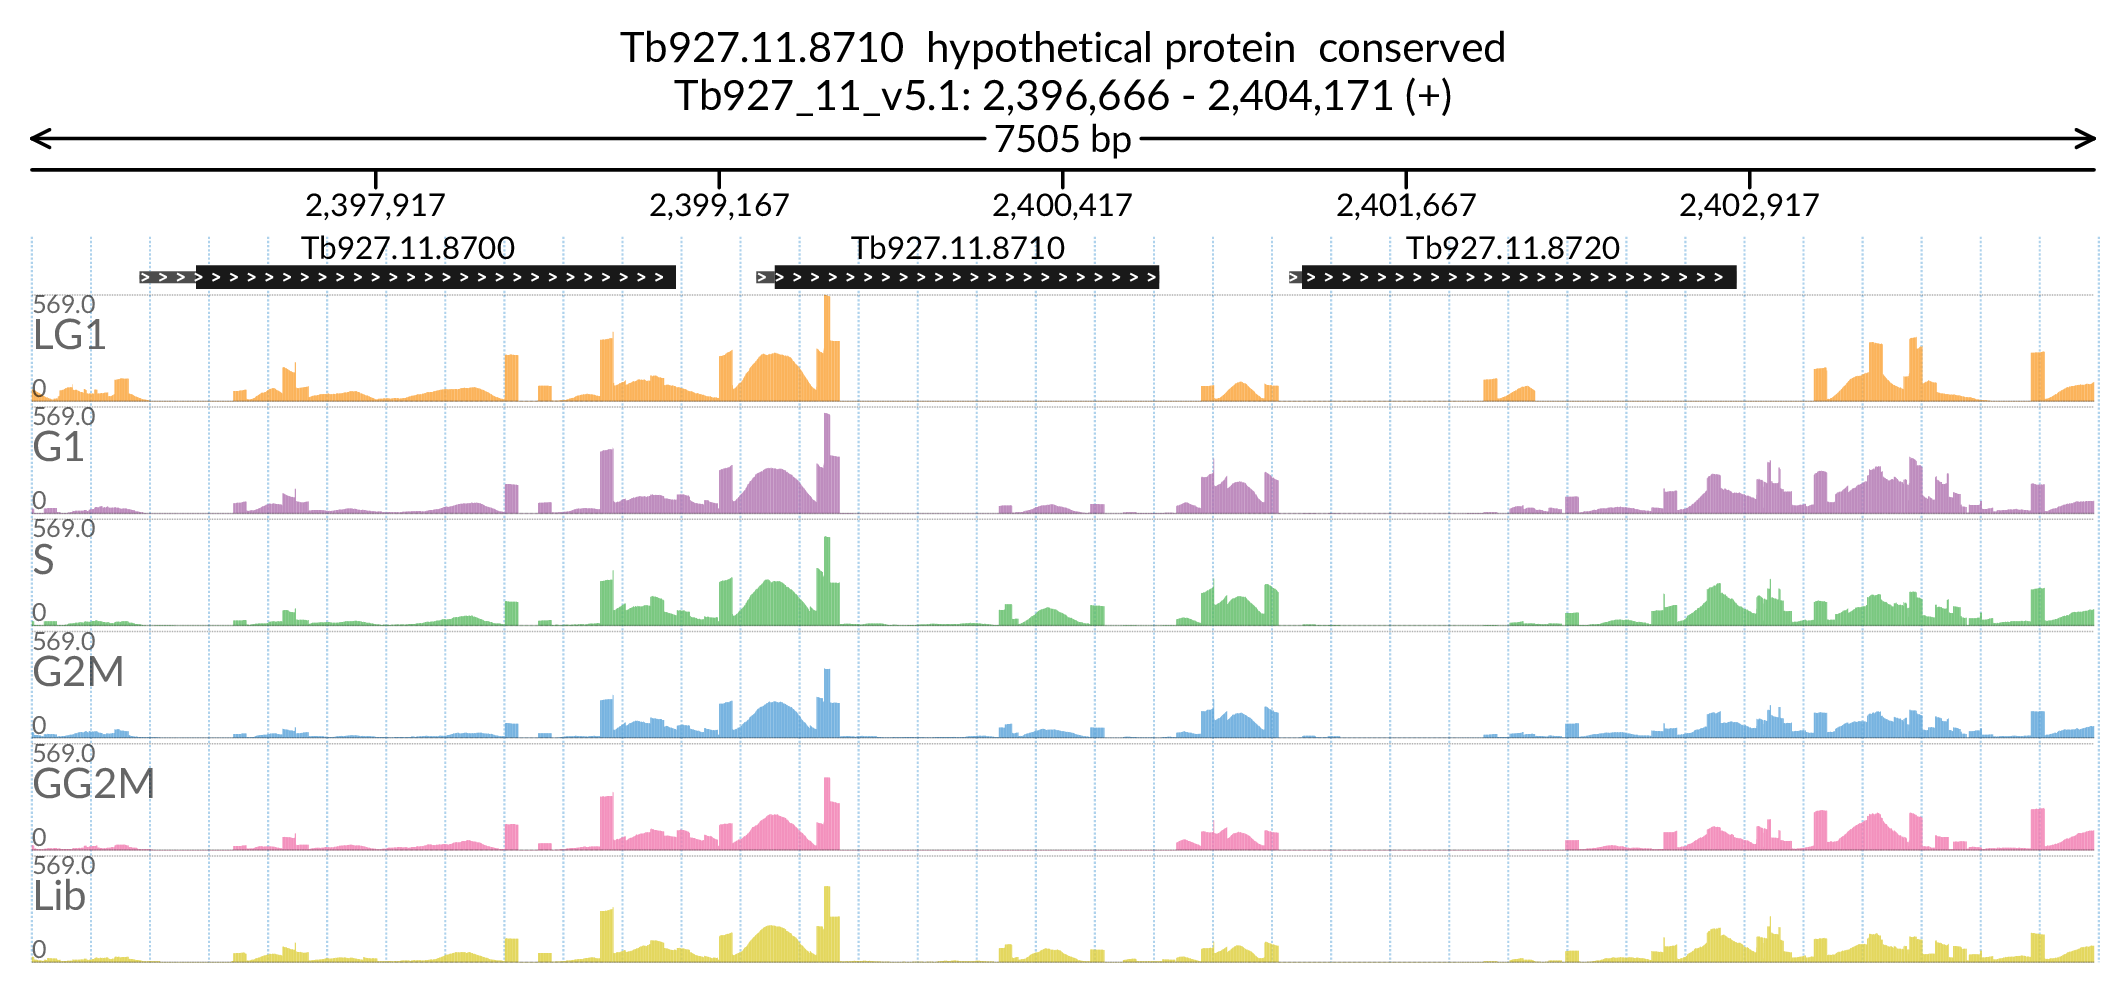 Tb927.11.8710  hypothetical protein  conserved
Tb927_11_v5.1: 2,396,666 - 2,404,171 (+)
7505 bp
2,397,917 2,399,167 2,400,417 2,401,667 2,402,917
Tb927.11.8700 Tb927.11.8710 Tb927.11.8720
569.0
LG1
0
569.0
G1
0
569.0
S
0
569.0
G2M
0
569.0
GG2M
0
569.0
Lib
0